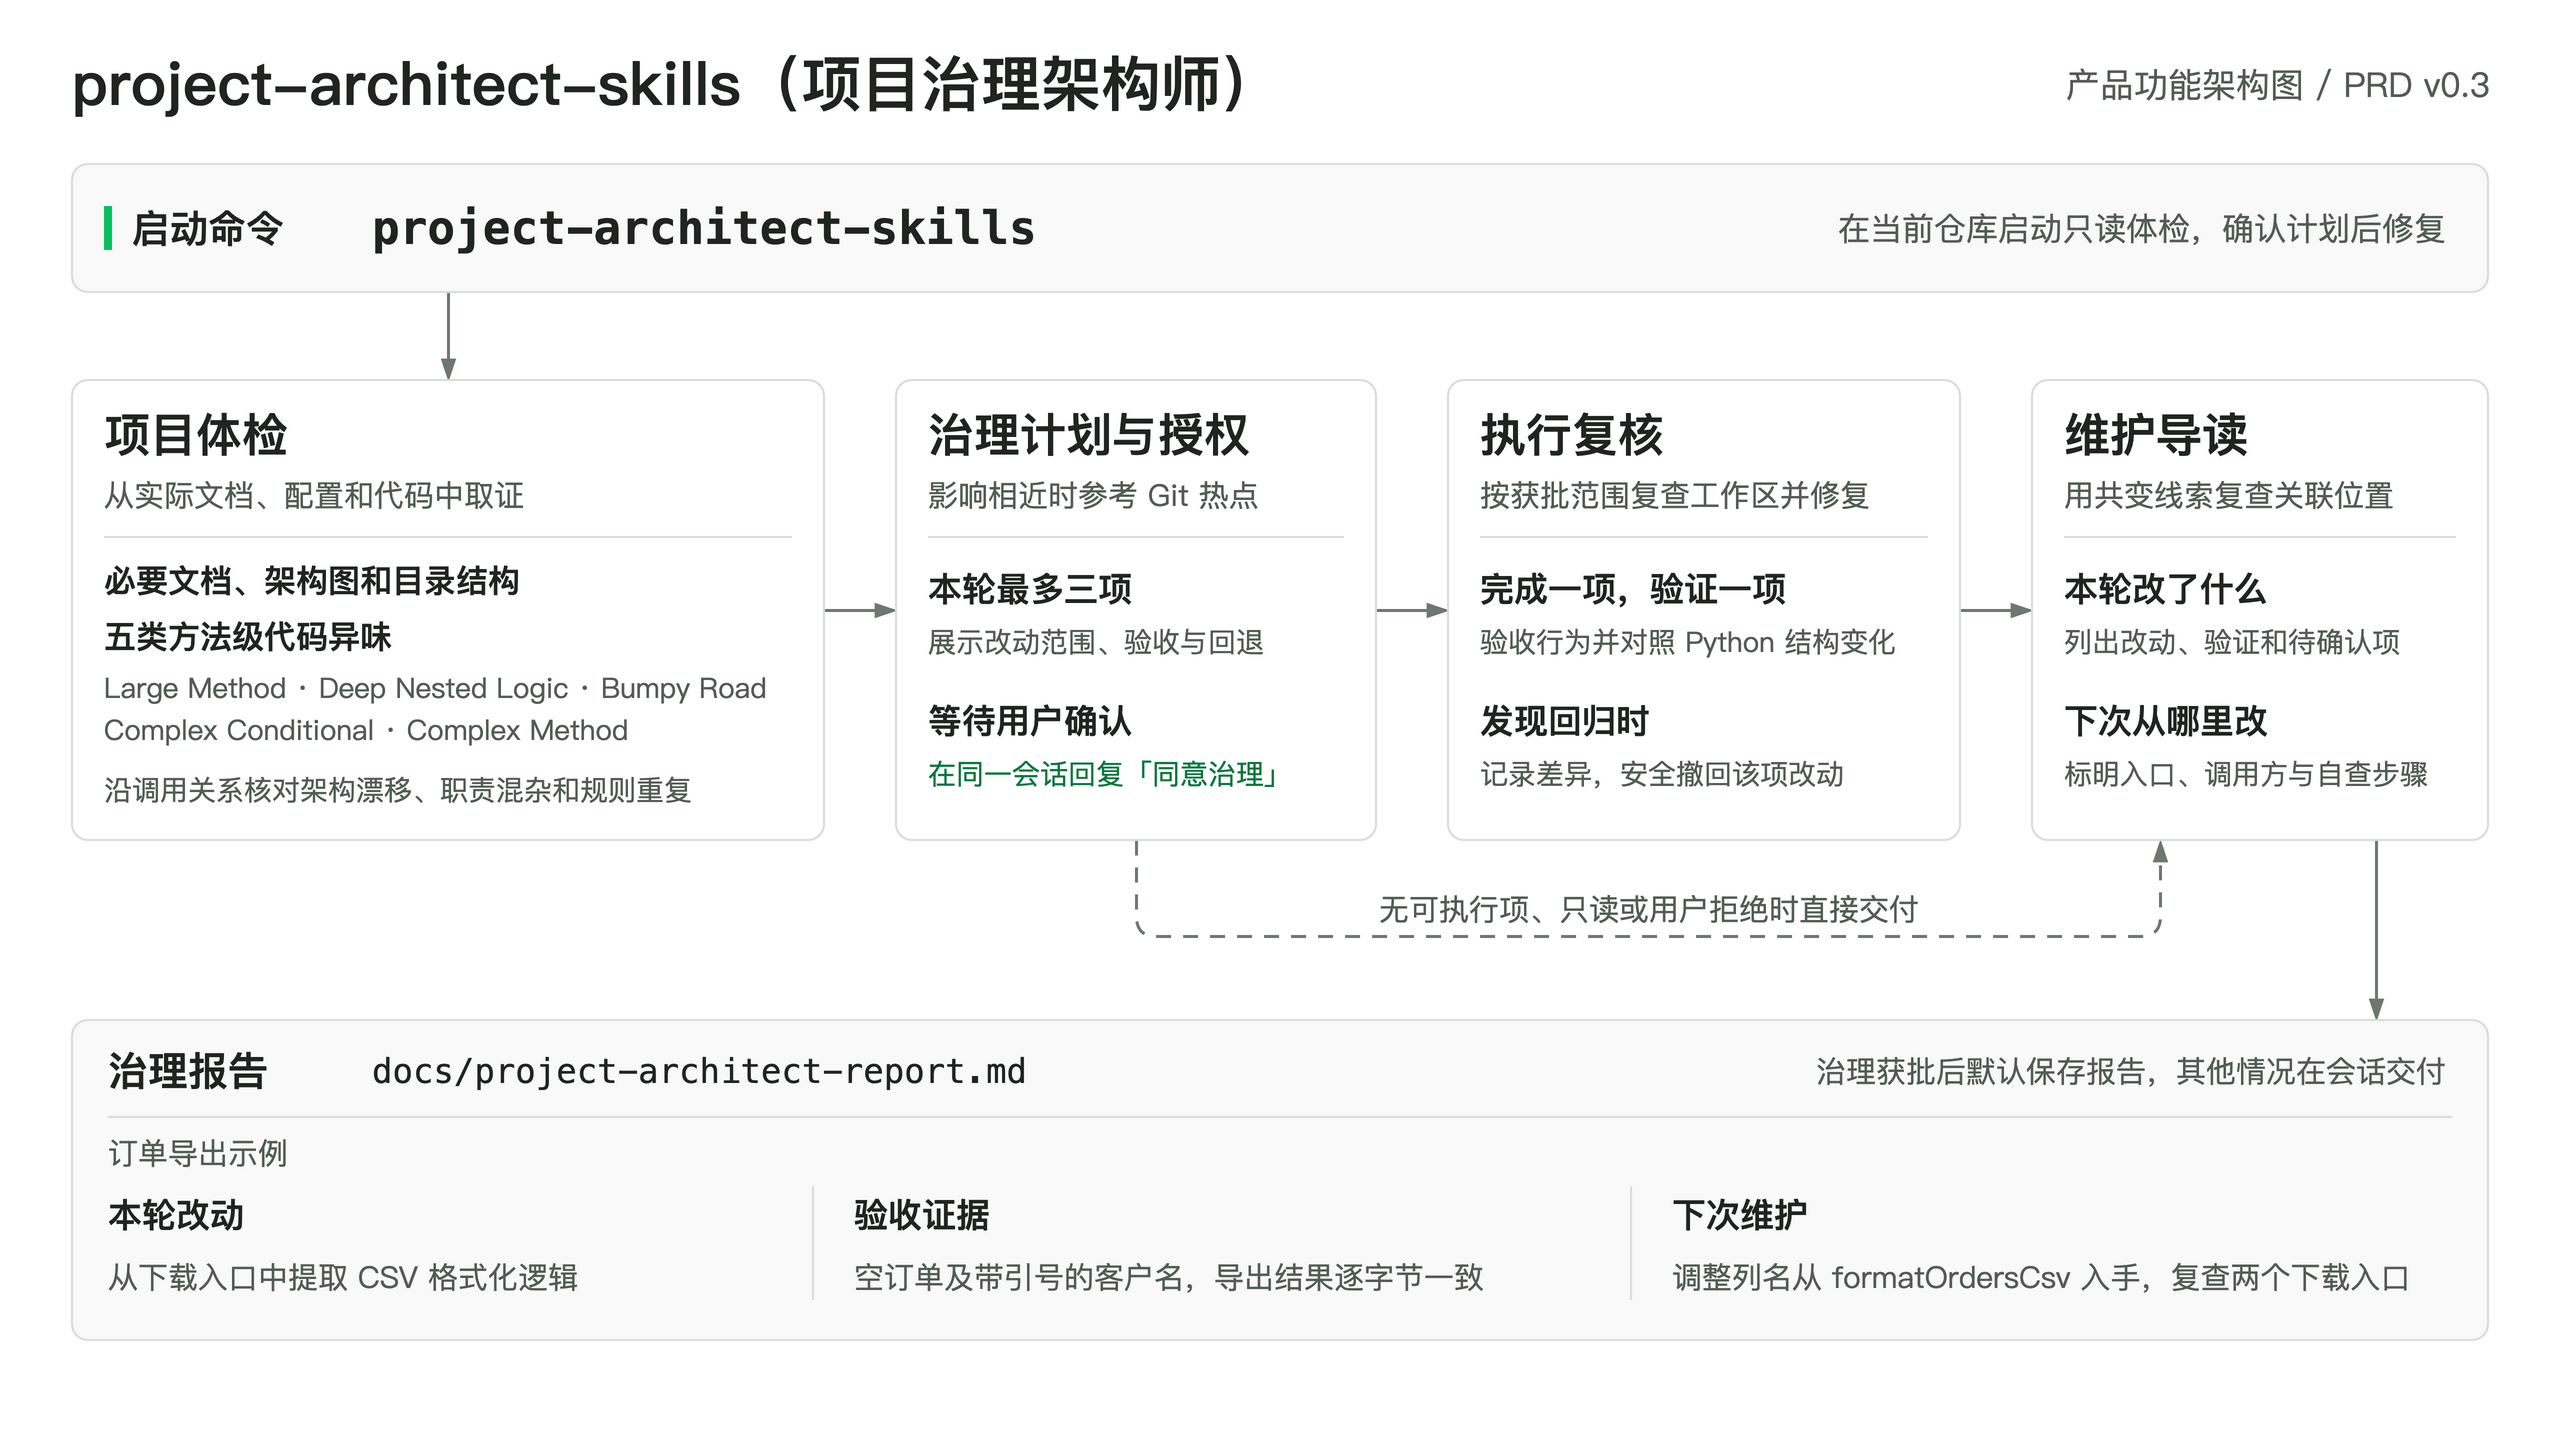 project-architect-skills（项目治理架构师）
产品功能架构图 / PRD v0.3
启动命令
project-architect-skills
在当前仓库启动只读体检，确认计划后修复
项目体检
从实际文档、配置和代码中取证
必要文档、架构图和目录结构
五类方法级代码异味
Large Method · Deep Nested Logic · Bumpy Road
Complex Conditional · Complex Method
沿调用关系核对架构漂移、职责混杂和规则重复
治理计划与授权
影响相近时参考 Git 热点
本轮最多三项
展示改动范围、验收与回退
等待用户确认
在同一会话回复「同意治理」
执行复核
按获批范围复查工作区并修复
完成一项，验证一项
验收行为并对照 Python 结构变化
发现回归时
记录差异，安全撤回该项改动
维护导读
用共变线索复查关联位置
本轮改了什么
列出改动、验证和待确认项
下次从哪里改
标明入口、调用方与自查步骤
无可执行项、只读或用户拒绝时直接交付
治理报告
docs/project-architect-report.md
治理获批后默认保存报告，其他情况在会话交付
订单导出示例
本轮改动
从下载入口中提取 CSV 格式化逻辑
验收证据
空订单及带引号的客户名，导出结果逐字节一致
下次维护
调整列名从 formatOrdersCsv 入手，复查两个下载入口